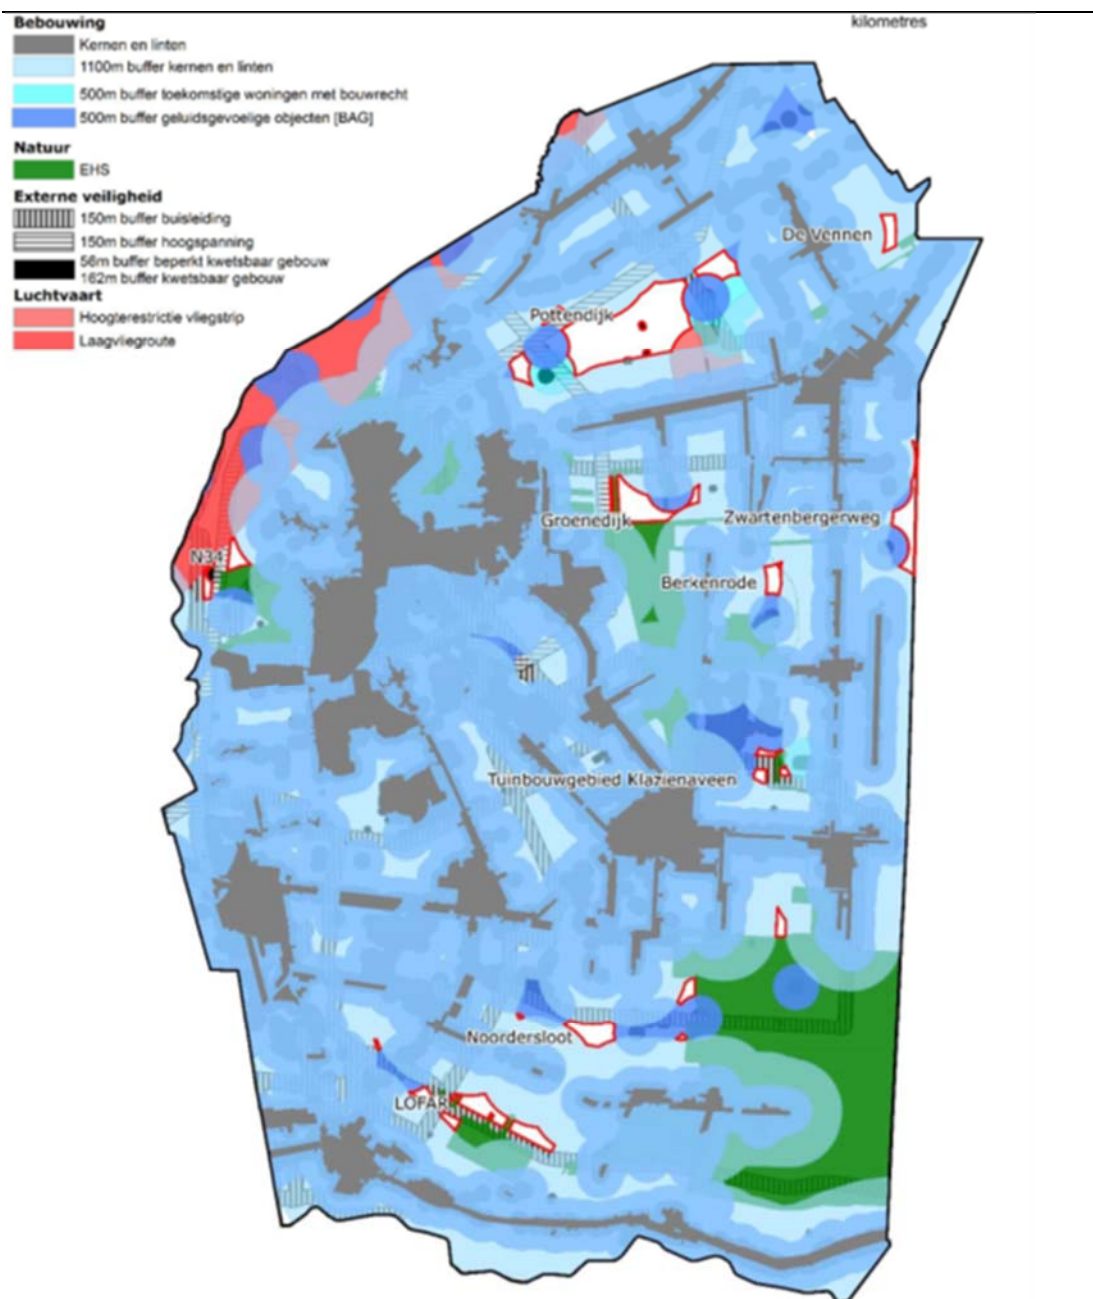 Bebouwing
kilometres
Kernen en linten
1100m buffer kernen en linten
500m buffer toekomstige woningen met bouwrecht
500m buffer geluidsgevoelige objecten [BAG]
Natuur
EHS
Externe veiligheid
150m buffer buisleiding
150m buffer hoogspanning
56m buffer beperkt kwetsbaar gebouw
162m buffer kwetsbaar gebouw
Luchtvaart
Hoogterestrictie vliegstrip
Laagvliegroute
De Vennen
Pottendijk
Groenedijk
Zwartenbergerweg
N34
Berkenrode
Tuinbouwgebied Klazienaveen
Noordersloot
LOFAR